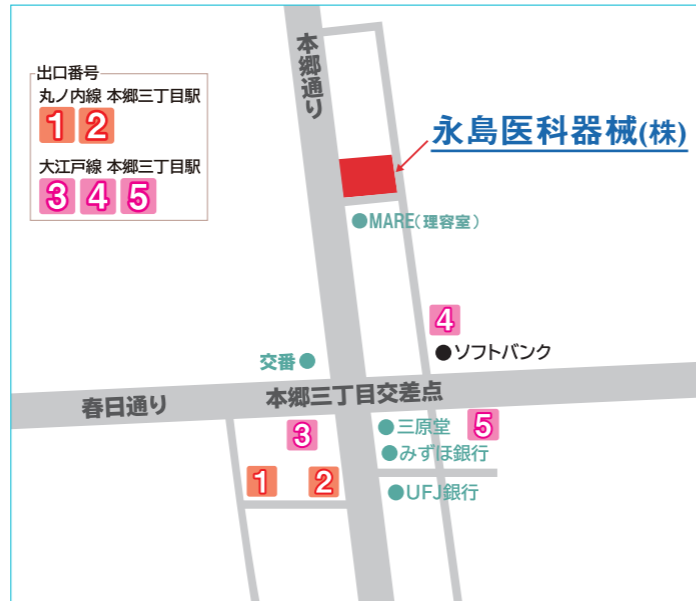 本郷通り
出口番号
丸ノ内線 本郷三丁目駅
1 2
大江戸線 本郷三丁目駅
3 4 5
永島医科器械(株)
●MARE(理容室)
4
●ソフトバンク
交番●
春日通り
本郷三丁目交差点
3
●三原堂
5
●みずほ銀行
1 2
●UFJ銀行